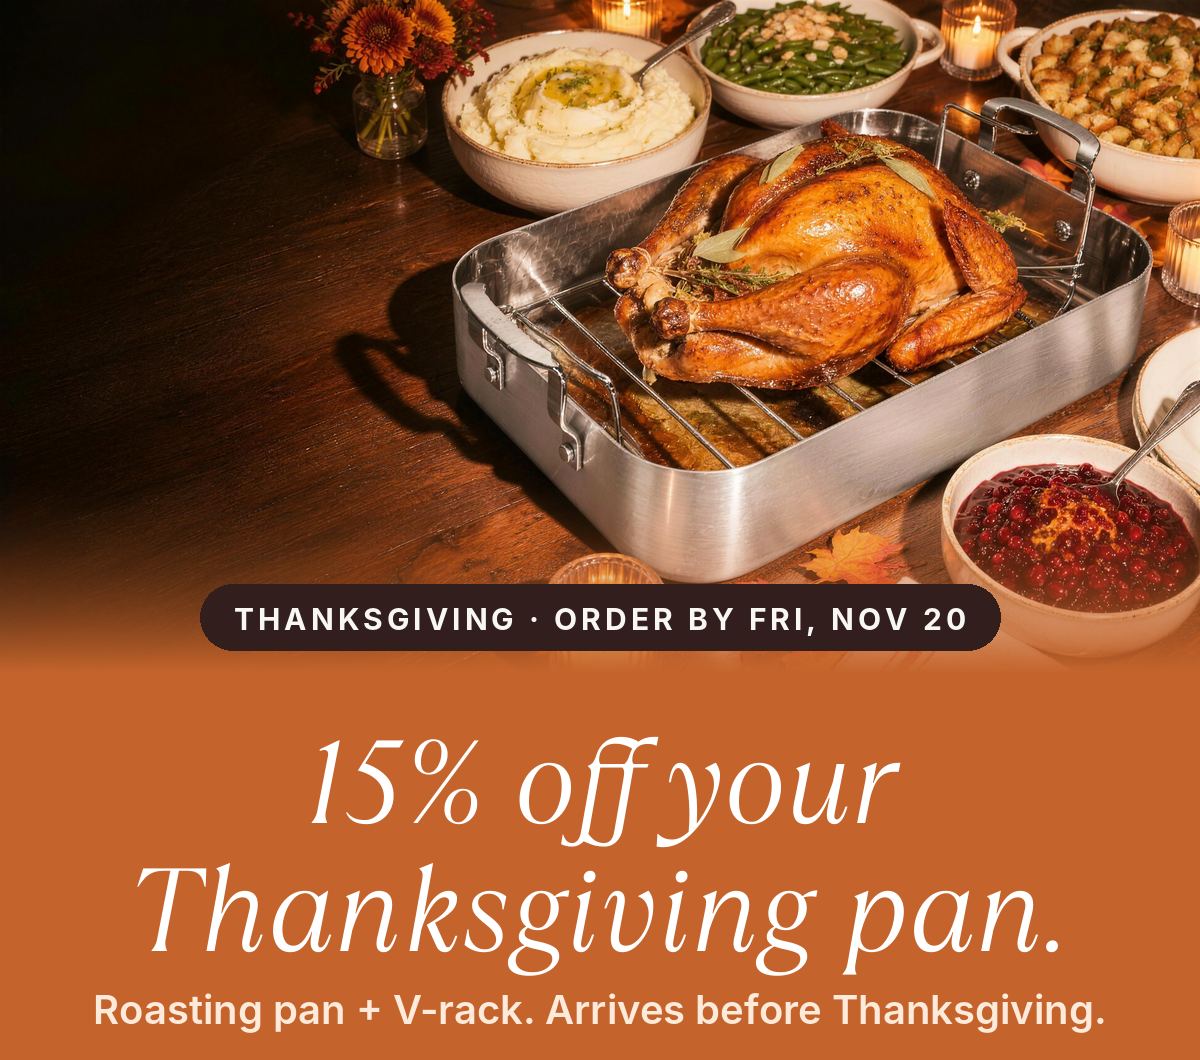 THANKSGIVING · ORDER BY FRI, NOV 20
15% off your
Thanksgiving pan.
Roasting pan + V-rack. Arrives before Thanksgiving.